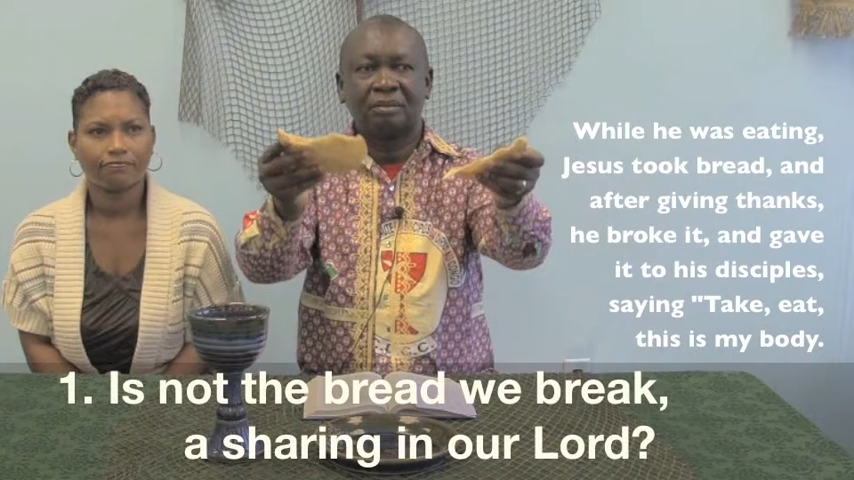 While he was eating,
Jesus took bread, and
after giving thanks,
he broke it, and gave
it to his disciples,
saying "Take, eat,
this is my body.
1. Is not the bread we break,
a sharing in our Lord?